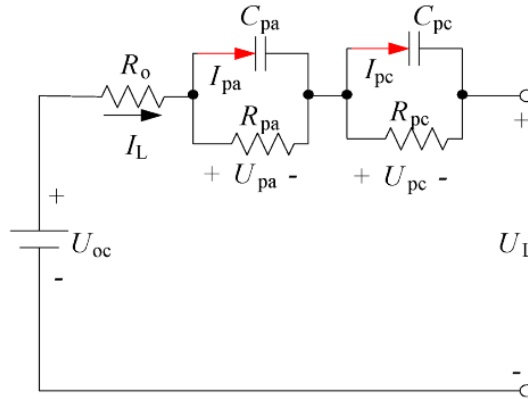 C_pa C_pc
R_o I_pa I_pc
R_pa R_pc +
I_L
+ U_pa - + U_pc -
+
U_oc U_L
-
-